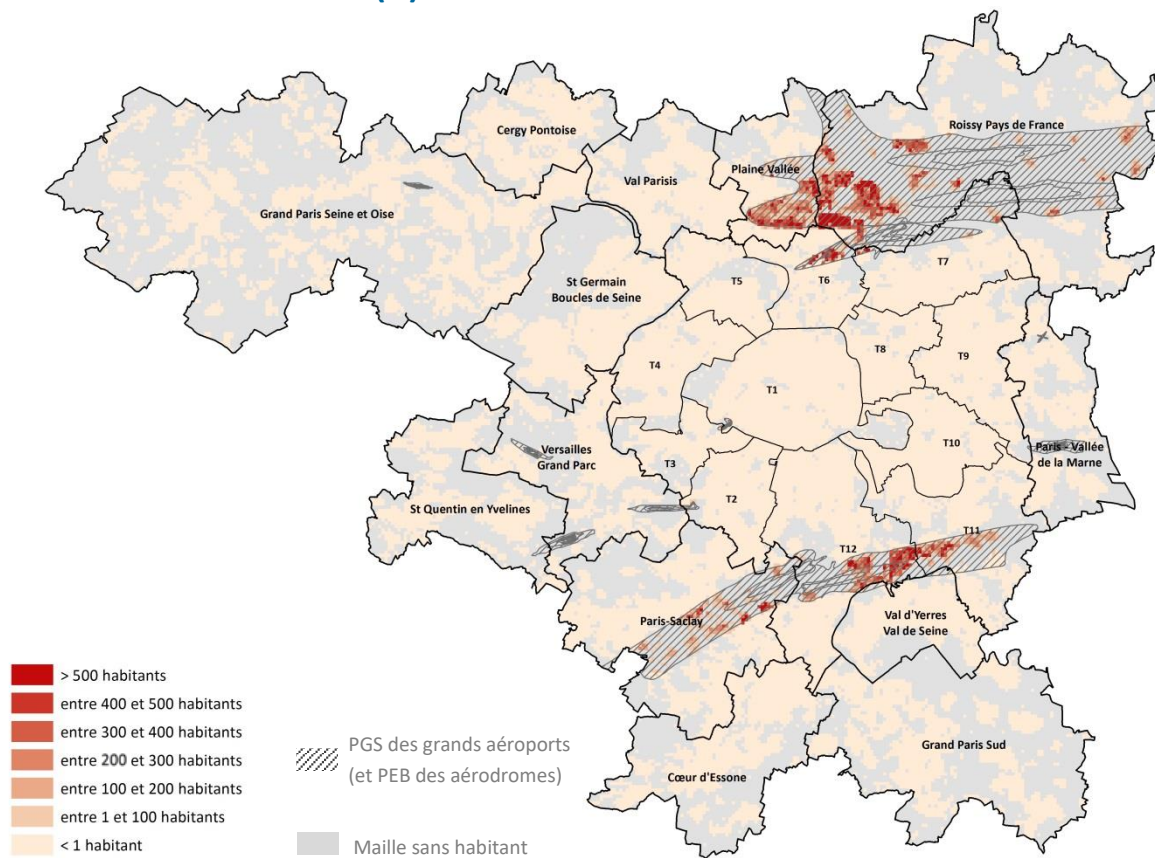 Cergy Pontoise
Roissy Pays de France
Val Parisis
Plaine Vallée
Grand Paris Seine et Oise
St Germain
Boucles de Seine
T5
T6
T7
T4
T8
T9
T1
Versailles
Grand Parc
T3
T10
Paris - Vallée
de la Marne
St Quentin en Yvelines
T2
T11
T12
Paris-Saclay
Val d'Yerres
Val de Seine
Grand Paris Sud
Cœur d'Essone
> 500 habitants
entre 400 et 500 habitants
entre 300 et 400 habitants
entre 200 et 300 habitants
entre 100 et 200 habitants
entre 1 et 100 habitants
< 1 habitant
PGS des grands aéroports
(et PEB des aérodromes)
Maille sans habitant